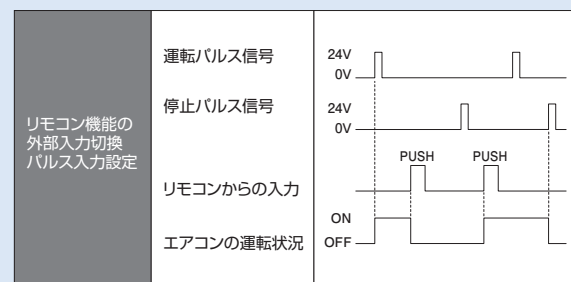 リモコン機能の
外部入力切換
パルス入力設定
運転パルス信号
24V
0V
停止パルス信号
24V
0V
PUSH PUSH
リモコンからの入力
エアコンの運転状況
ON
OFF